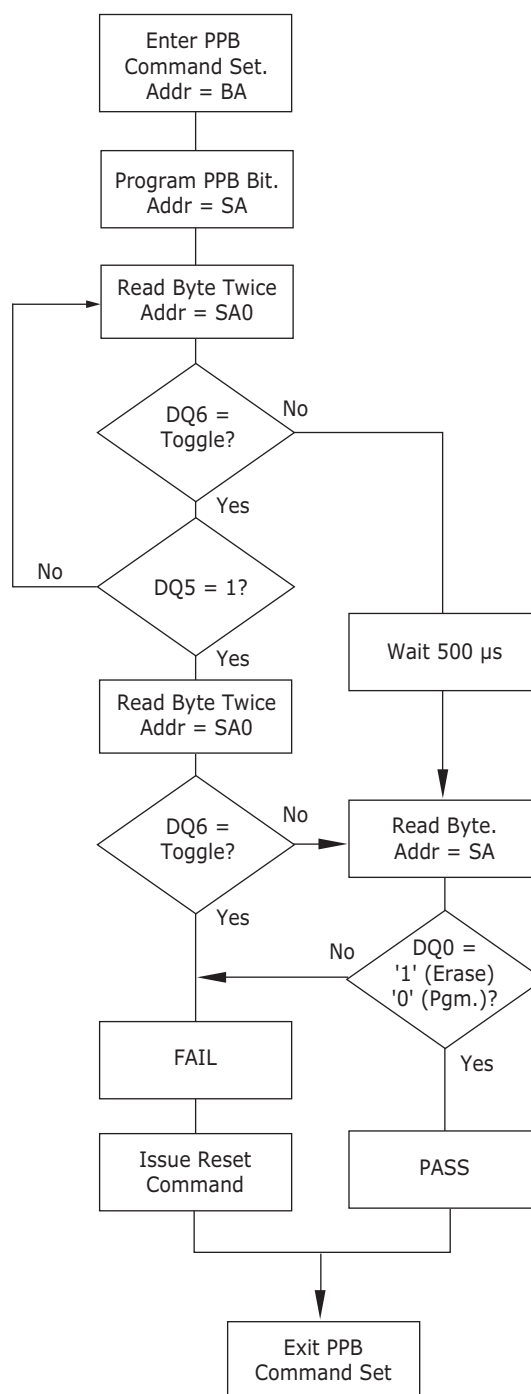 Enter PPB
Command Set.
Addr = BA
Program PPB Bit.
Addr = SA
Read Byte Twice
Addr = SA0
DQ6 =
Toggle?
No
Yes
DQ5 = 1?
No
Yes
Wait 500 µs
Read Byte Twice
Addr = SA0
DQ6 =
Toggle?
No
Yes
Read Byte.
Addr = SA
DQ0 =
'1' (Erase)
'0' (Pgm.)?
No
Yes
FAIL
PASS
Issue Reset
Command
Exit PPB
Command Set